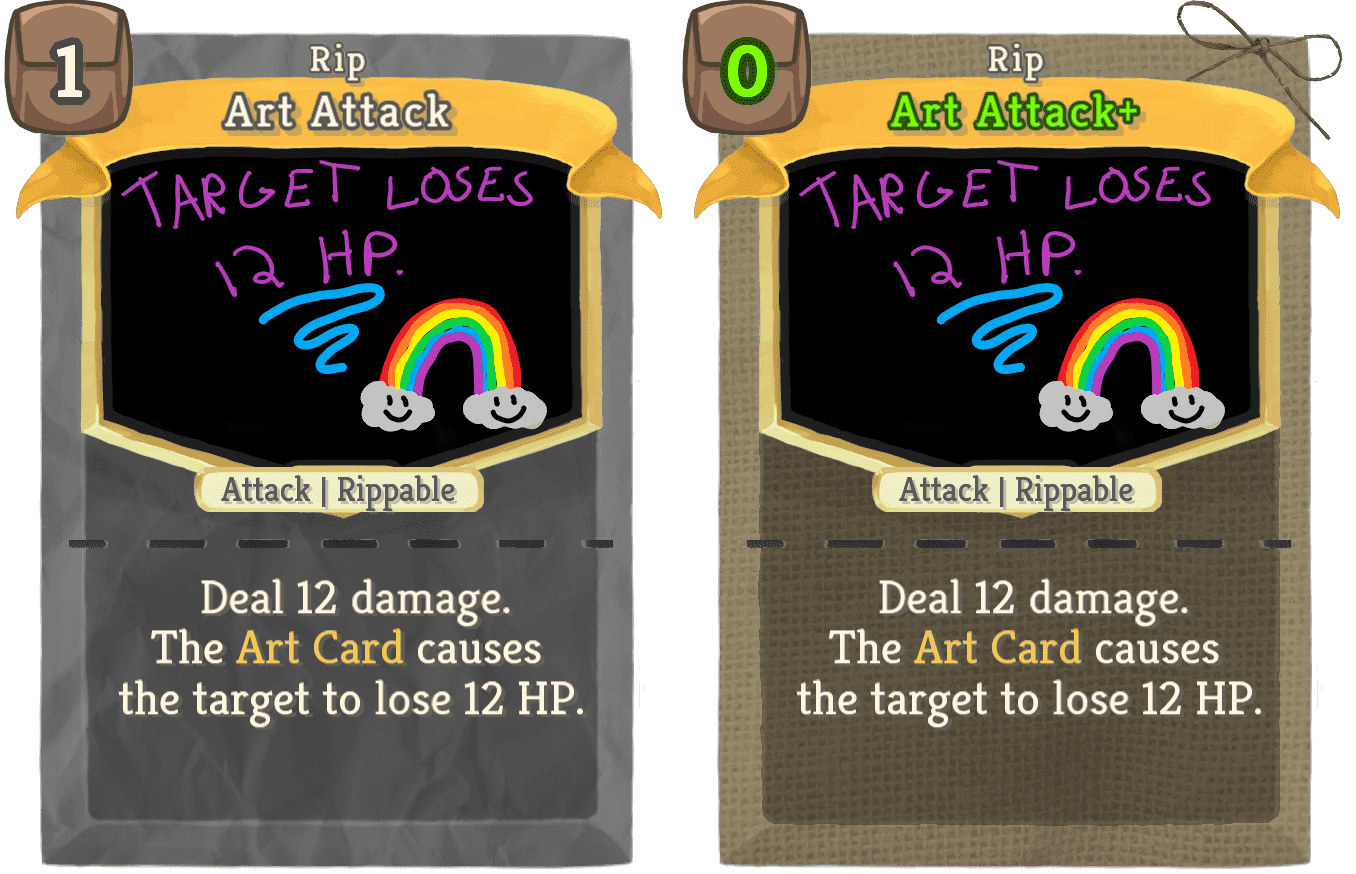 1
Rip
Art Attack
TARGET LOSES
12 HP.
Attack | Rippable
Deal 12 damage.
The Art Card causes
the target to lose 12 HP.
0
Rip
Art Attack+
TARGET LOSES
12 HP.
Attack | Rippable
Deal 12 damage.
The Art Card causes
the target to lose 12 HP.